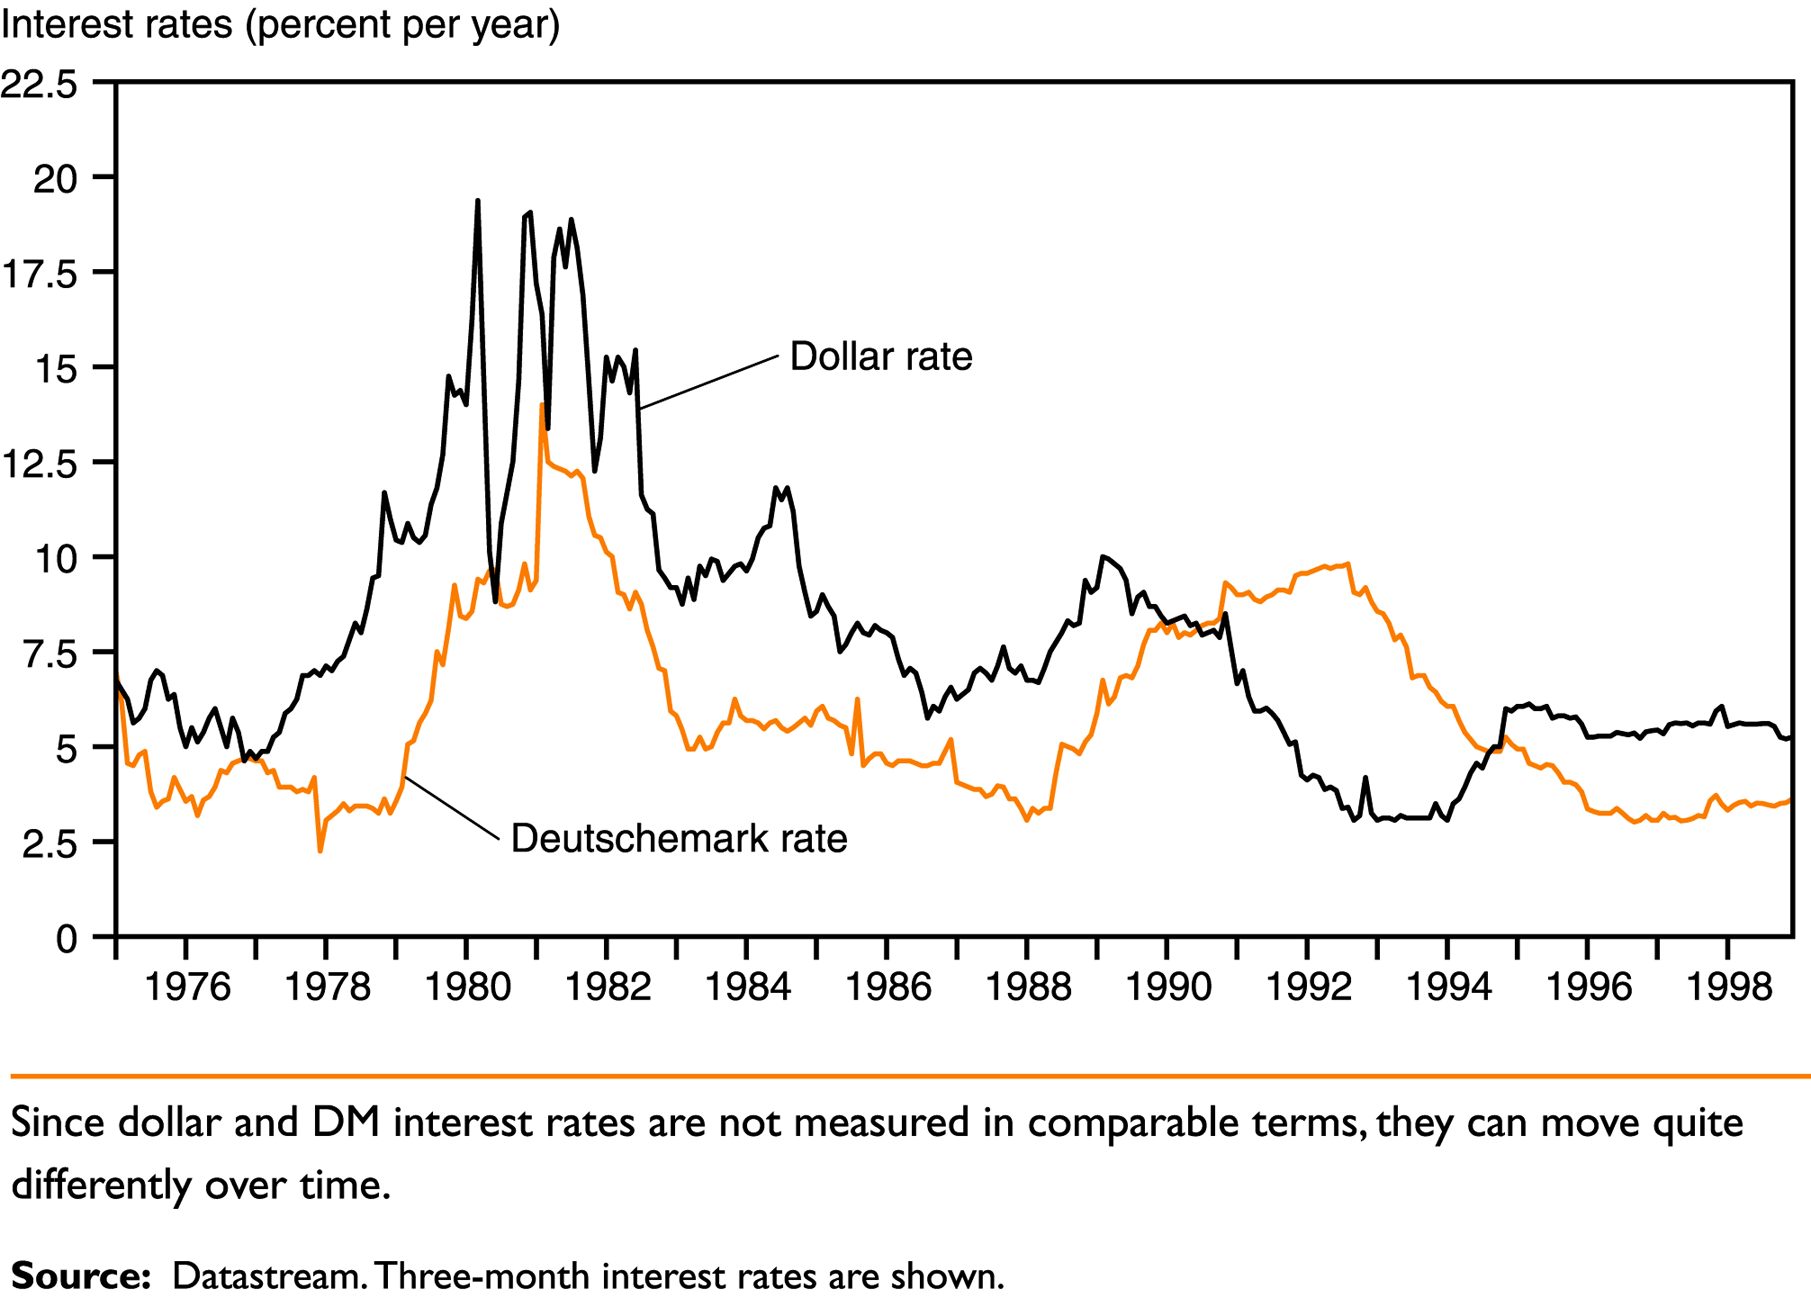 Interest rates (percent per year)
22.5
20
17.5
15
12.5
10
7.5
5
2.5
0
Dollar rate
Deutschemark rate
1976 1978 1980 1982 1984 1986 1988 1990 1992 1994 1996 1998
Since dollar and DM interest rates are not measured in comparable terms, they can move quite
differently over time.
Source: Datastream. Three-month interest rates are shown.